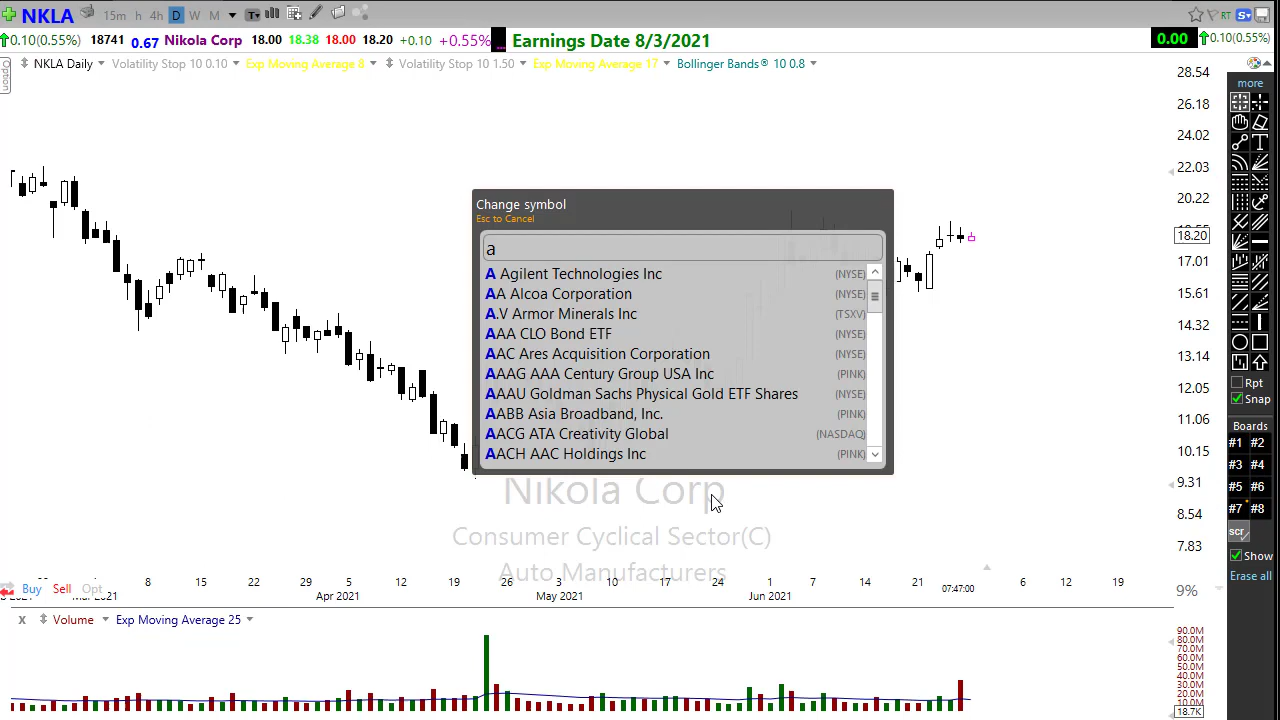 NKLA 15m h 4h D W M T RT S
0.10(0.55%) 18741 0.67 Nikola Corp 18.00 18.38 18.00 18.20 +0.10 +0.55% Earnings Date 8/3/2021 0.00 0.10(0.55%)
Option NKLA Daily Volatility Stop 10 0.10 Exp Moving Average 8 Volatility Stop 10 1.50 Exp Moving Average 17 Bollinger Bands® 10 0.8
28.54
26.18
24.02
22.03
20.22
18.20
17.01
15.61
14.32
13.14
12.05
11.06
10.15
9.31
8.54
7.83
9%
Change symbol
Esc to Cancel
a
A Agilent Technologies Inc (NYSE)
AA Alcoa Corporation (NYSE)
A.V Armor Minerals Inc (TSXV)
AAA CLO Bond ETF (NYSE)
AAC Ares Acquisition Corporation (NYSE)
AAAG AAA Century Group USA Inc (PINK)
AAAU Goldman Sachs Physical Gold ETF Shares (NYSE)
AABB Asia Broadband, Inc. (PINK)
AACG ATA Creativity Global (NASDAQ)
AACH AAC Holdings Inc (PINK)
Nikola Corp
Consumer Cyclical Sector(C)
Auto Manufacturers
8 15 22 29 5 12 19 26 3 10 17 24 1 7 14 21 6 12 19
Apr 2021 May 2021 Jun 2021 07:47:00
Buy Sell Opt
X Volume Exp Moving Average 25
90.0M
80.0M
70.0M
60.0M
50.0M
40.0M
30.0M
20.0M
10.0M
18.7K
more
T
Rpt
Snap
Boards
#1 #2
#3 #4
#5 #6
#7 #8
scr
Show
Erase all